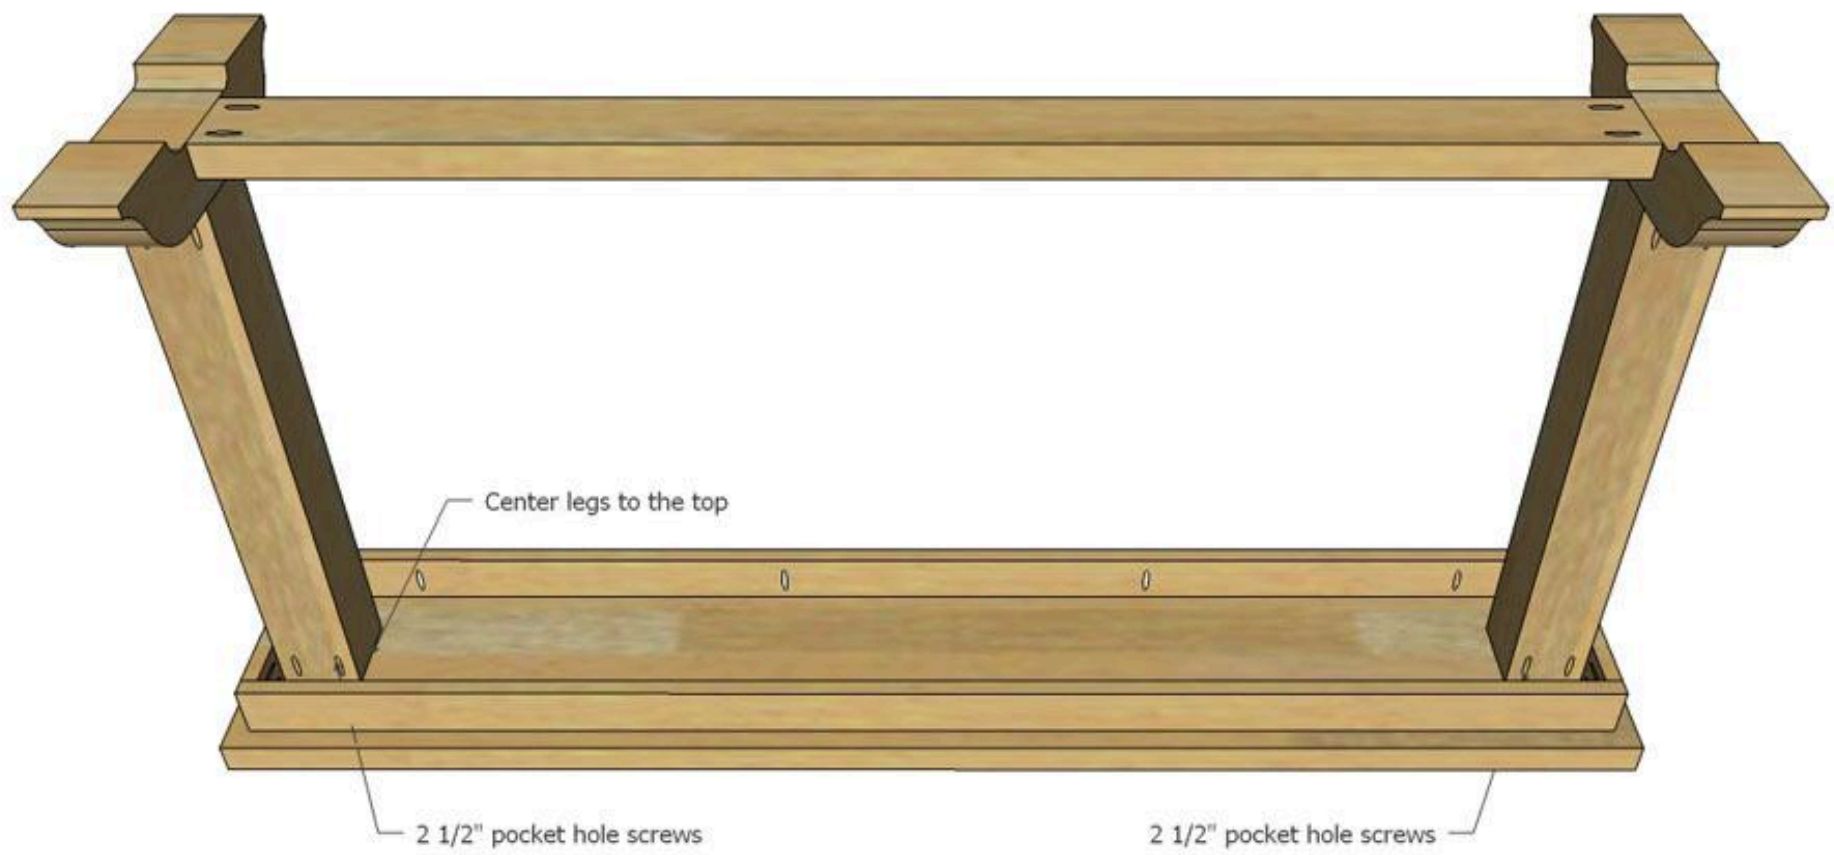 Center legs to the top
2 1/2" pocket hole screws
2 1/2" pocket hole screws